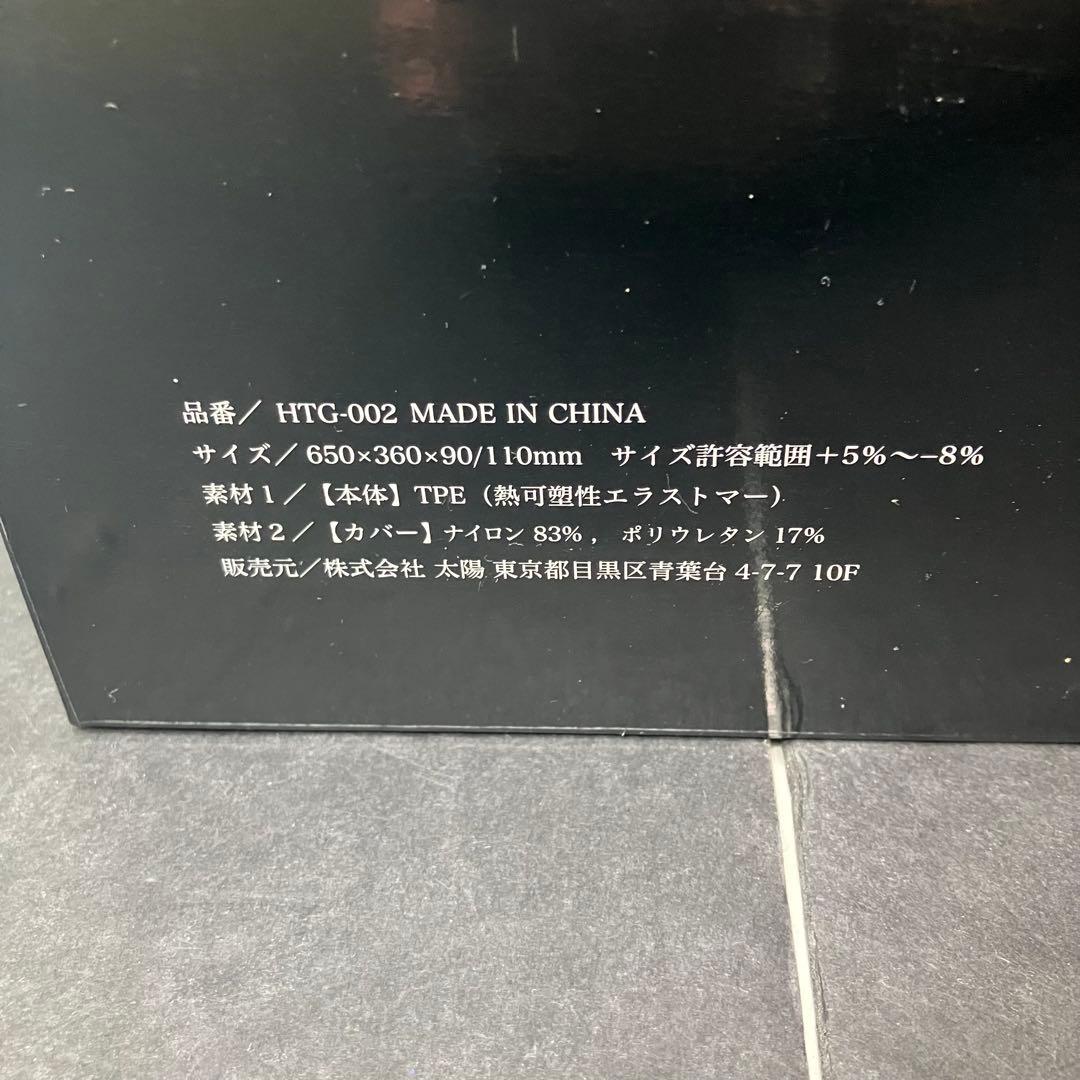 品番／ HTG-002 MADE IN CHINA
サイズ／650×360×90/110mm サイズ許容範囲＋5%～−8%
素材1／【本体】TPE（熱可塑性エラストマー）
素材2／【カバー】ナイロン 83%， ポリウレタン 17%
販売元／株式会社 太陽 東京都目黒区青葉台 4-7-7 10F